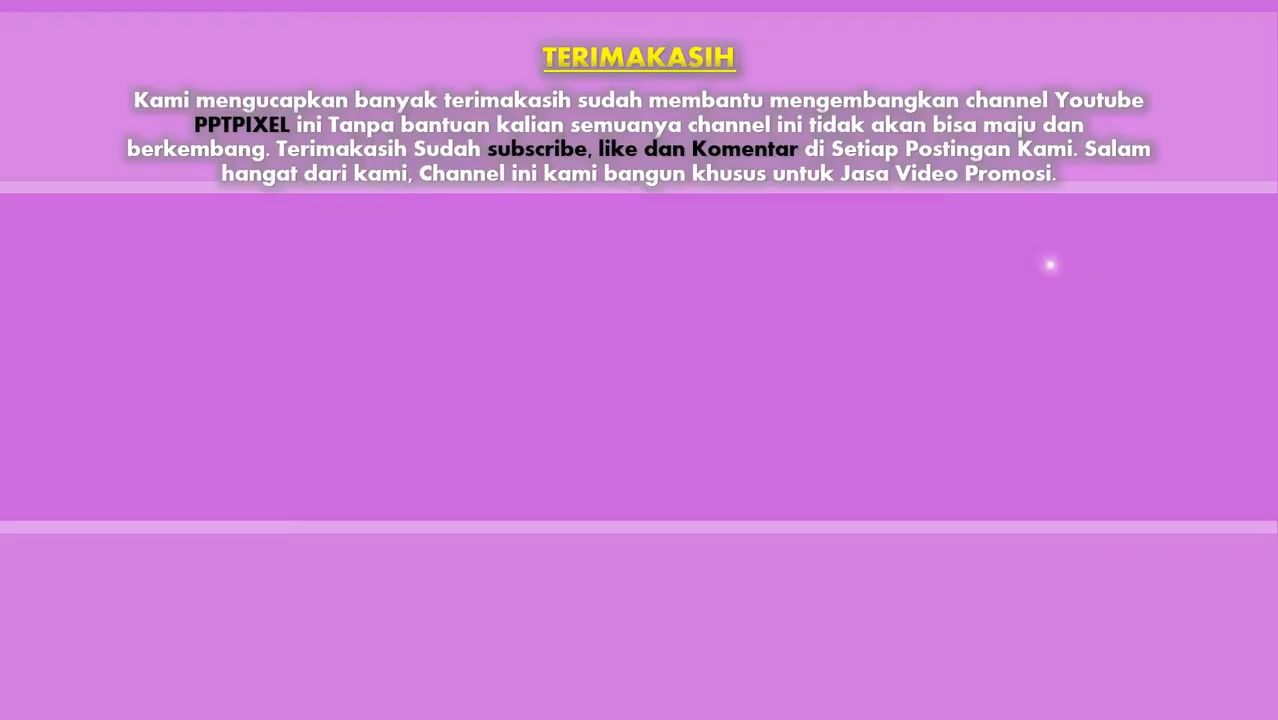 TERIMAKASIH
Kami mengucapkan banyak terimakasih sudah membantu mengembangkan channel Youtube
PPTPIXEL ini Tanpa bantuan kalian semuanya channel ini tidak akan bisa maju dan
berkembang. Terimakasih Sudah subscribe, like dan Komentar di Setiap Postingan Kami. Salam
hangat dari kami, Channel ini kami bangun khusus untuk Jasa Video Promosi.